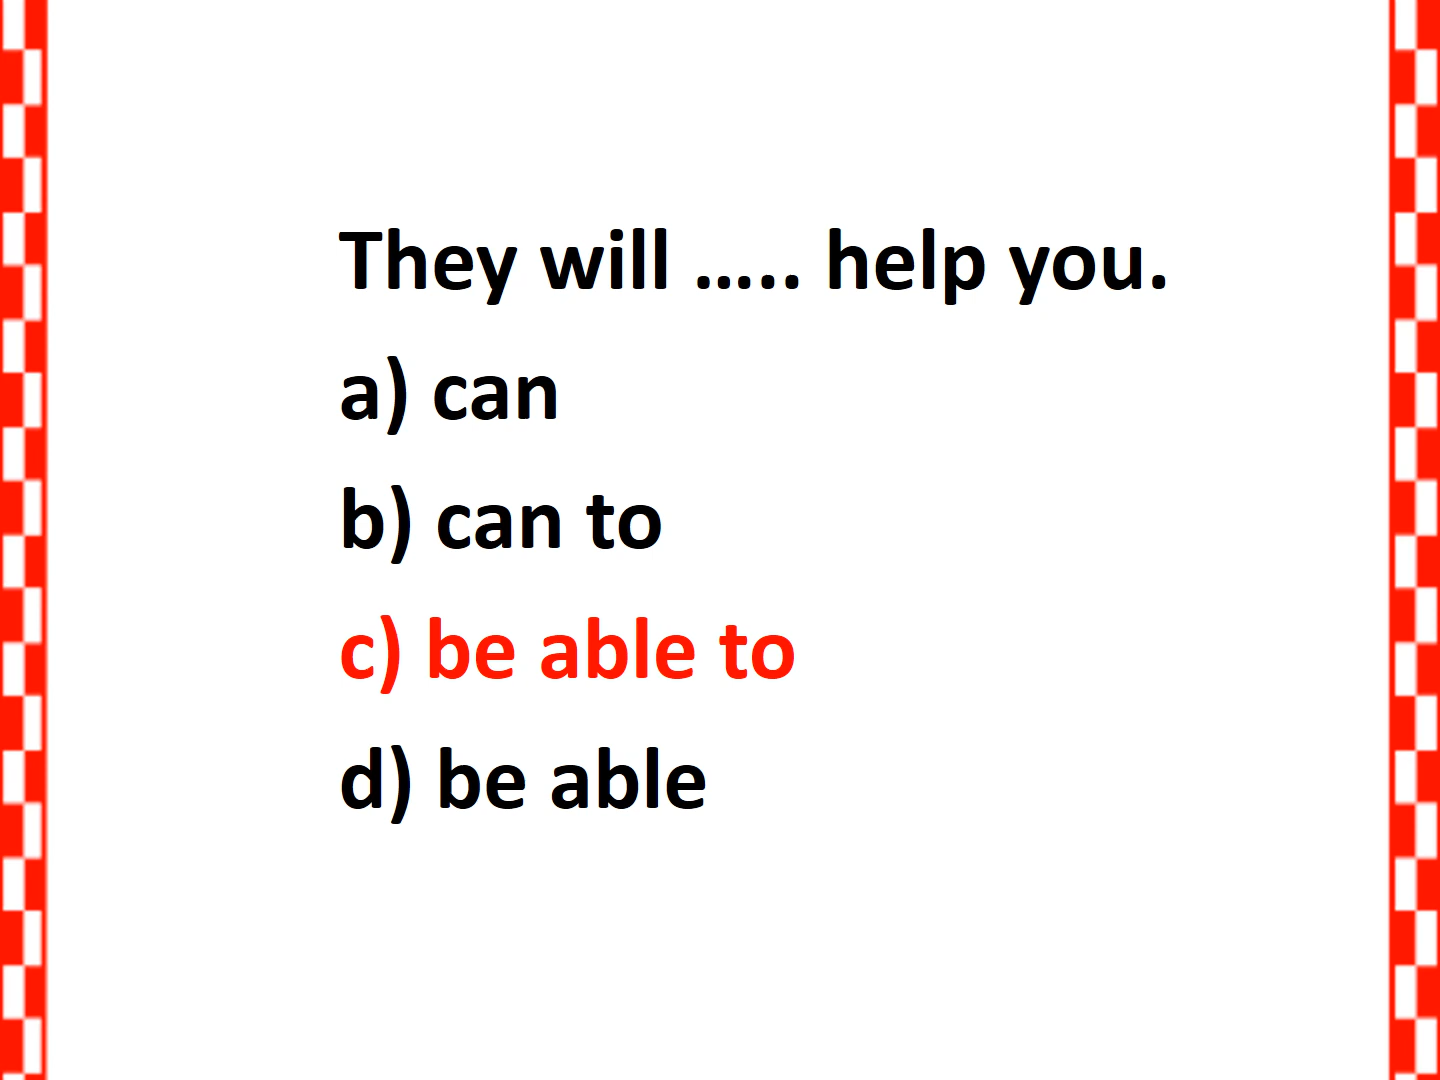 They will ….. help you.
a) can
b) can to
c) be able to
d) be able